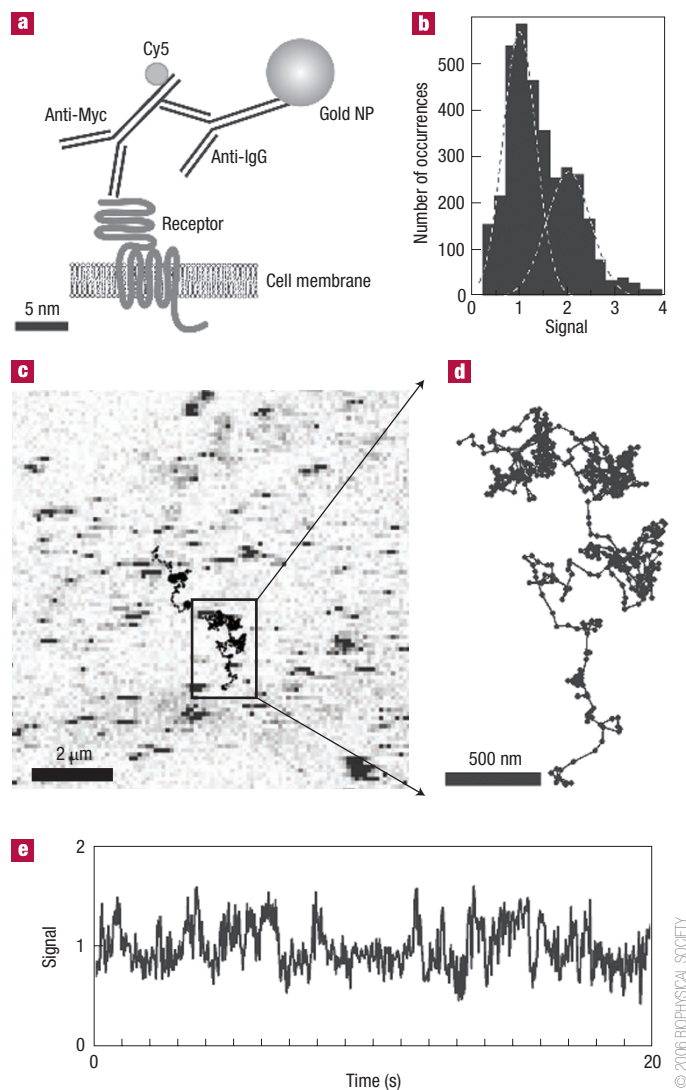 a
Cy5
Anti-Myc
Gold NP
Anti-IgG
Receptor
Cell membrane
5 nm
b
Number of occurrences
500
400
300
200
100
0
0 1 2 3 4
Signal
c
2 μm
d
500 nm
e
Signal
2
1
0
0 20
Time (s)
© 2006 BIOPHYSICAL SOCIETY